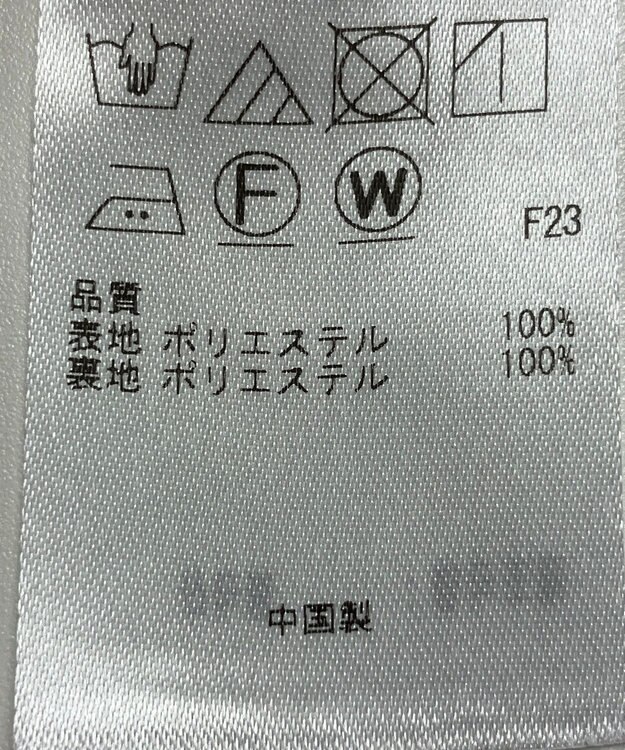 F W F23
品質
表地 ポリエステル 100%
裏地 ポリエステル 100%
中国製